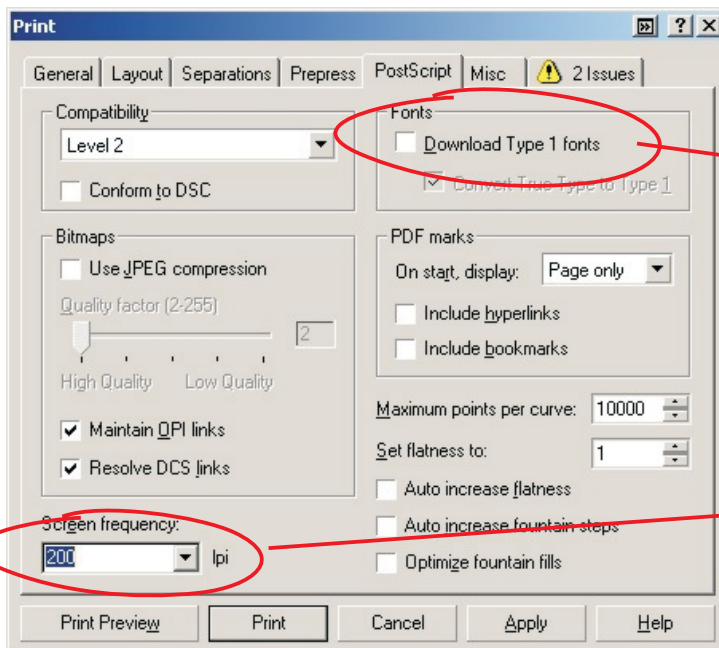 Print
General Layout Separations Prepress PostScript Misc 2 Issues
Compatibility
Level 2
Conform to DSC
Fonts
Download Type 1 fonts
Convert True Type to Type 1
Bitmaps
Use JPEG compression
Quality factor (2-255)
2
High Quality Low Quality
Maintain OPI links
Resolve DCS links
PDF marks
On start, display: Page only
Include hyperlinks
Include bookmarks
Maximum points per curve: 10000
Set flatness to: 1
Auto increase flatness
Auto increase fountain steps
Optimize fountain fills
Screen frequency:
200 lpi
Print Preview Print Cancel Apply Help